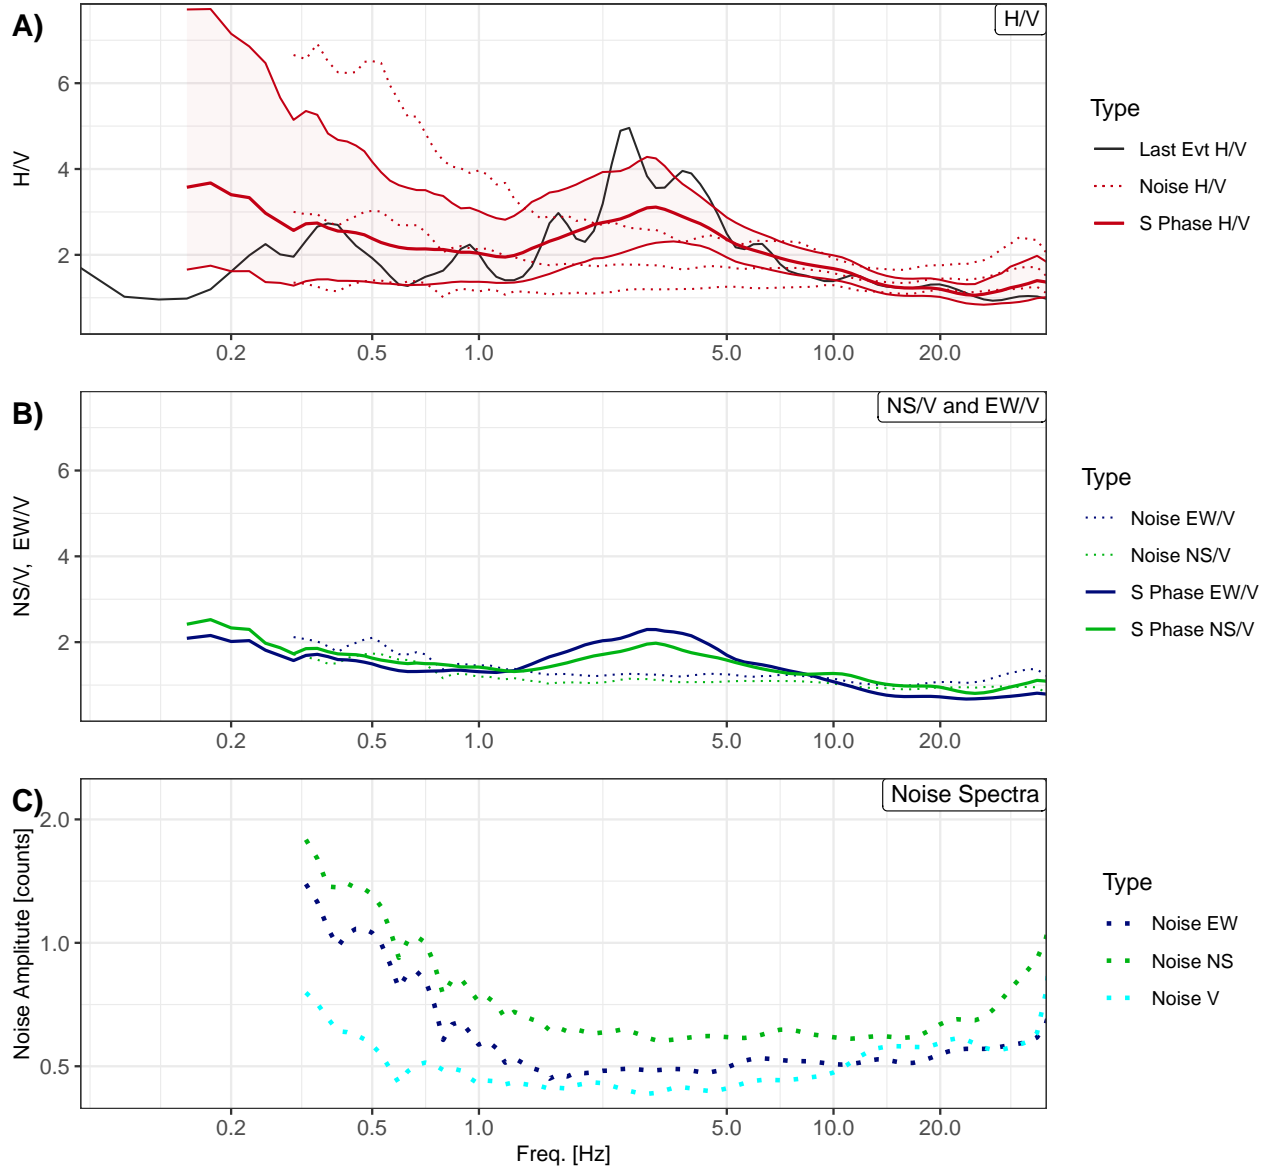 A)
H/V
6
4
2
H/V
0.2 0.5 1.0 5.0 10.0 20.0
Type
Last Evt H/V
Noise H/V
S Phase H/V
B)
NS/V and EW/V
6
4
2
NS/V, EW/V
0.2 0.5 1.0 5.0 10.0 20.0
Type
Noise EW/V
Noise NS/V
S Phase EW/V
S Phase NS/V
C)
Noise Spectra
2.0
1.0
0.5
Noise Amplitute [counts]
0.2 0.5 1.0 5.0 10.0 20.0
Freq. [Hz]
Type
Noise EW
Noise NS
Noise V